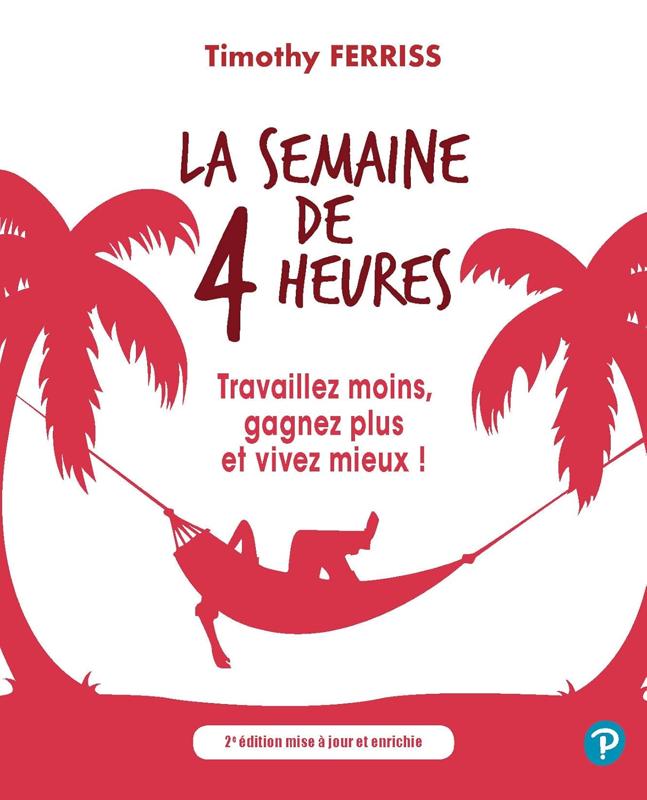 Timothy FERRISS
LA SEMAINE
DE
4 HEURES
Travaillez moins,
gagnez plus
et vivez mieux !
2e édition mise à jour et enrichie
P